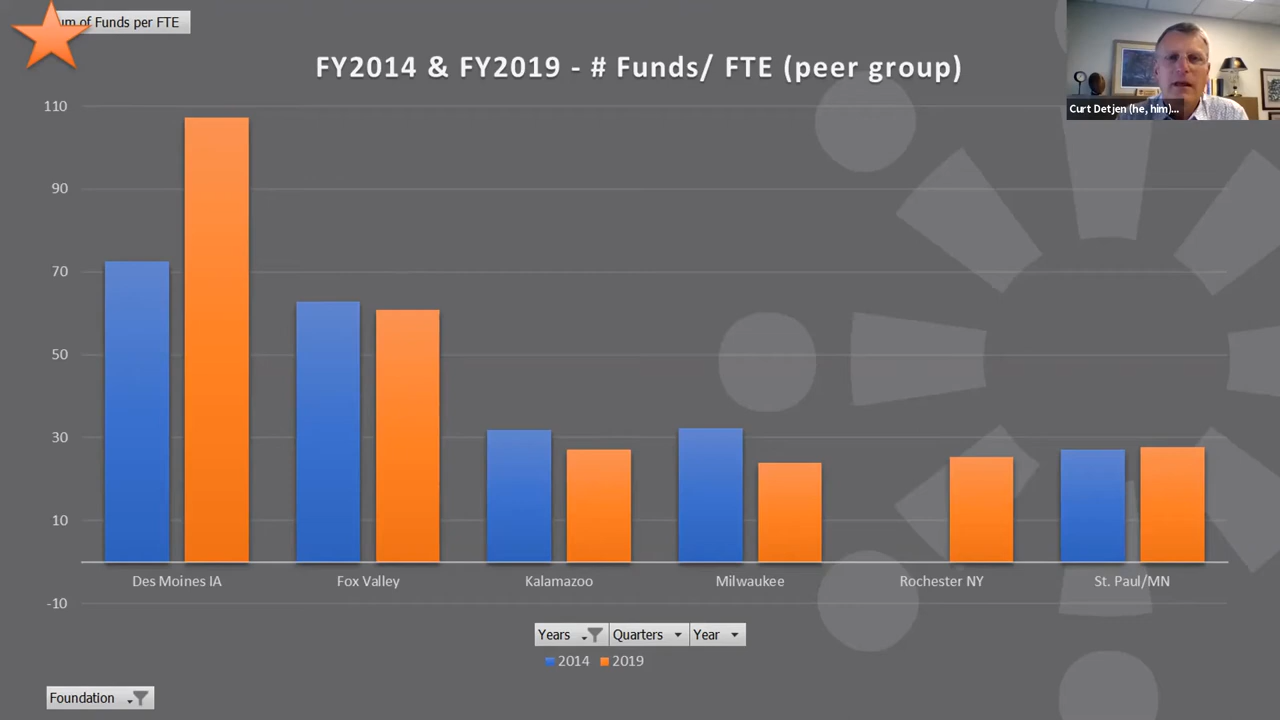 of Funds per FTE
FY2014 & FY2019 - # Funds/ FTE (peer group)
Curt Detjen (he, him)...
110
90
70
50
30
10
-10
Des Moines IA
Fox Valley
Kalamazoo
Milwaukee
Rochester NY
St. Paul/MN
Years
Quarters
Year
2014
2019
Foundation